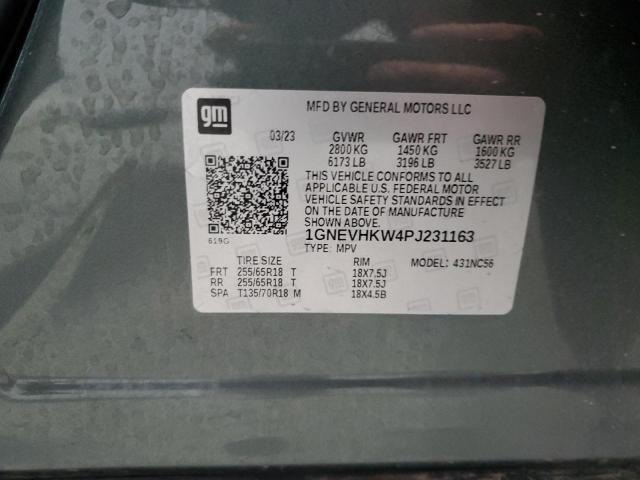 gm
MFD BY GENERAL MOTORS LLC
03/23 GVWR GAWR FRT GAWR RR
2800 KG 1450 KG 1600 KG
6173 LB 3196 LB 3527 LB
THIS VEHICLE CONFORMS TO ALL
APPLICABLE U.S. FEDERAL MOTOR
VEHICLE SAFETY STANDARDS IN EFFECT
ON THE DATE OF MANUFACTURE
SHOWN ABOVE.
619G
1GNEVHKW4PJ231163
TYPE: MPV
TIRE SIZE RIM MODEL: 431NC56
FRT 255/65R18 T 18X7.5J
RR 255/65R18 T 18X7.5J
SPA T135/70R18 M 18X4.5B